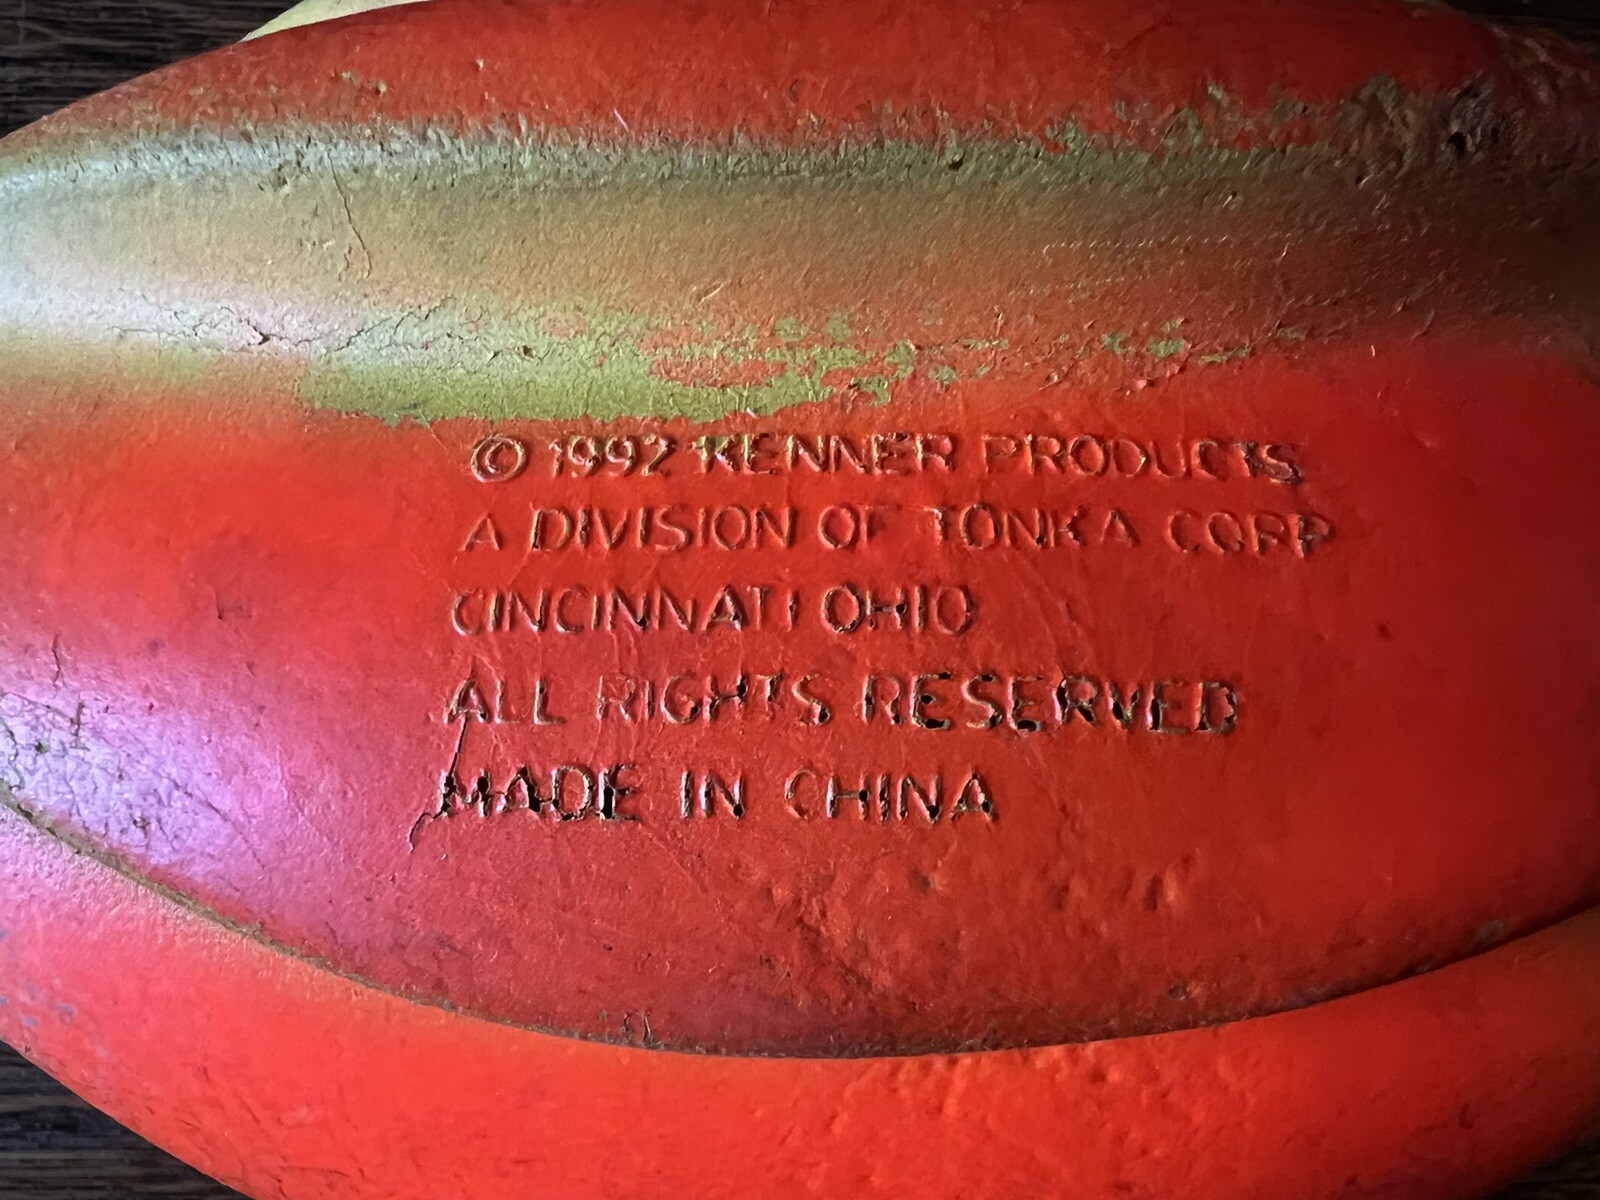 © 1992 KENNER PRODUCTS
A DIVISION OF TONKA CORP
CINCINNATI OHIO
ALL RIGHTS RESERVED
MADE IN CHINA